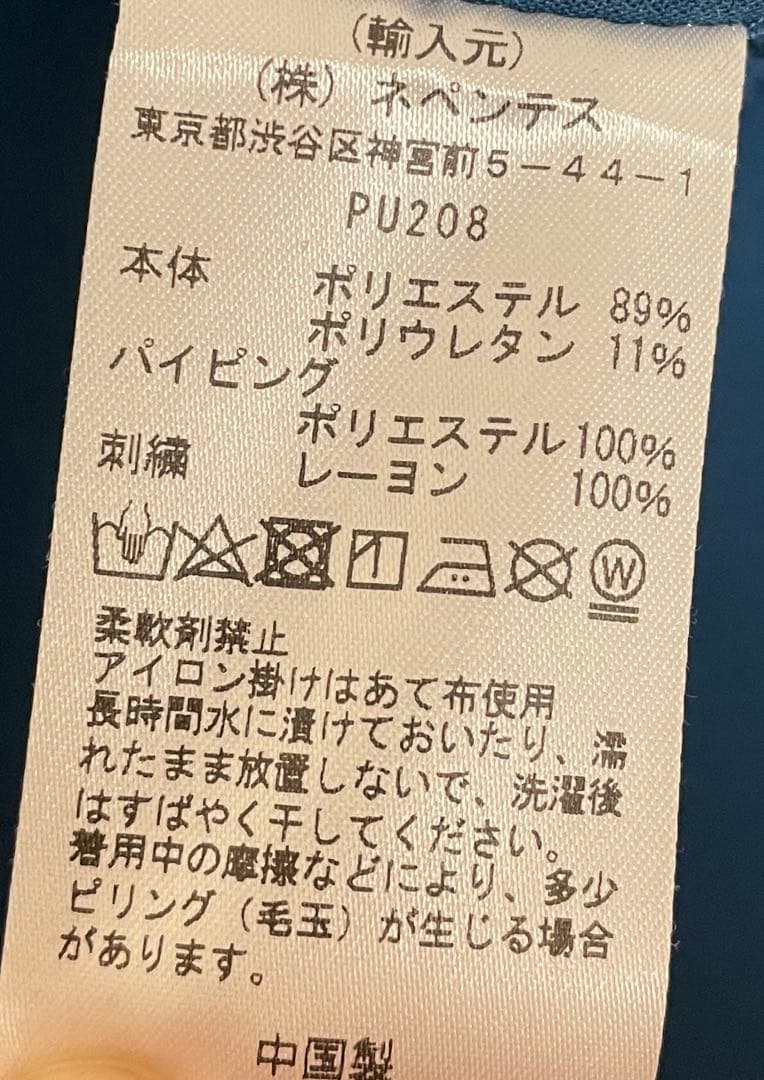 (輸入元)
(株) ネペンテス
東京都渋谷区神宮前5-44-1
PU208
本体 ポリエステル 89%
ポリウレタン 11%
パイピング
ポリエステル100%
刺繍 レーヨン 100%
W
柔軟剤禁止
アイロン掛けはあて布使用
長時間水に漬けておいたり、濡
れたまま放置しないで、洗濯後
はすばやく干してください。
着用中の摩擦などにより、多少
ピリング(毛玉)が生じる場合
があります。
中国製